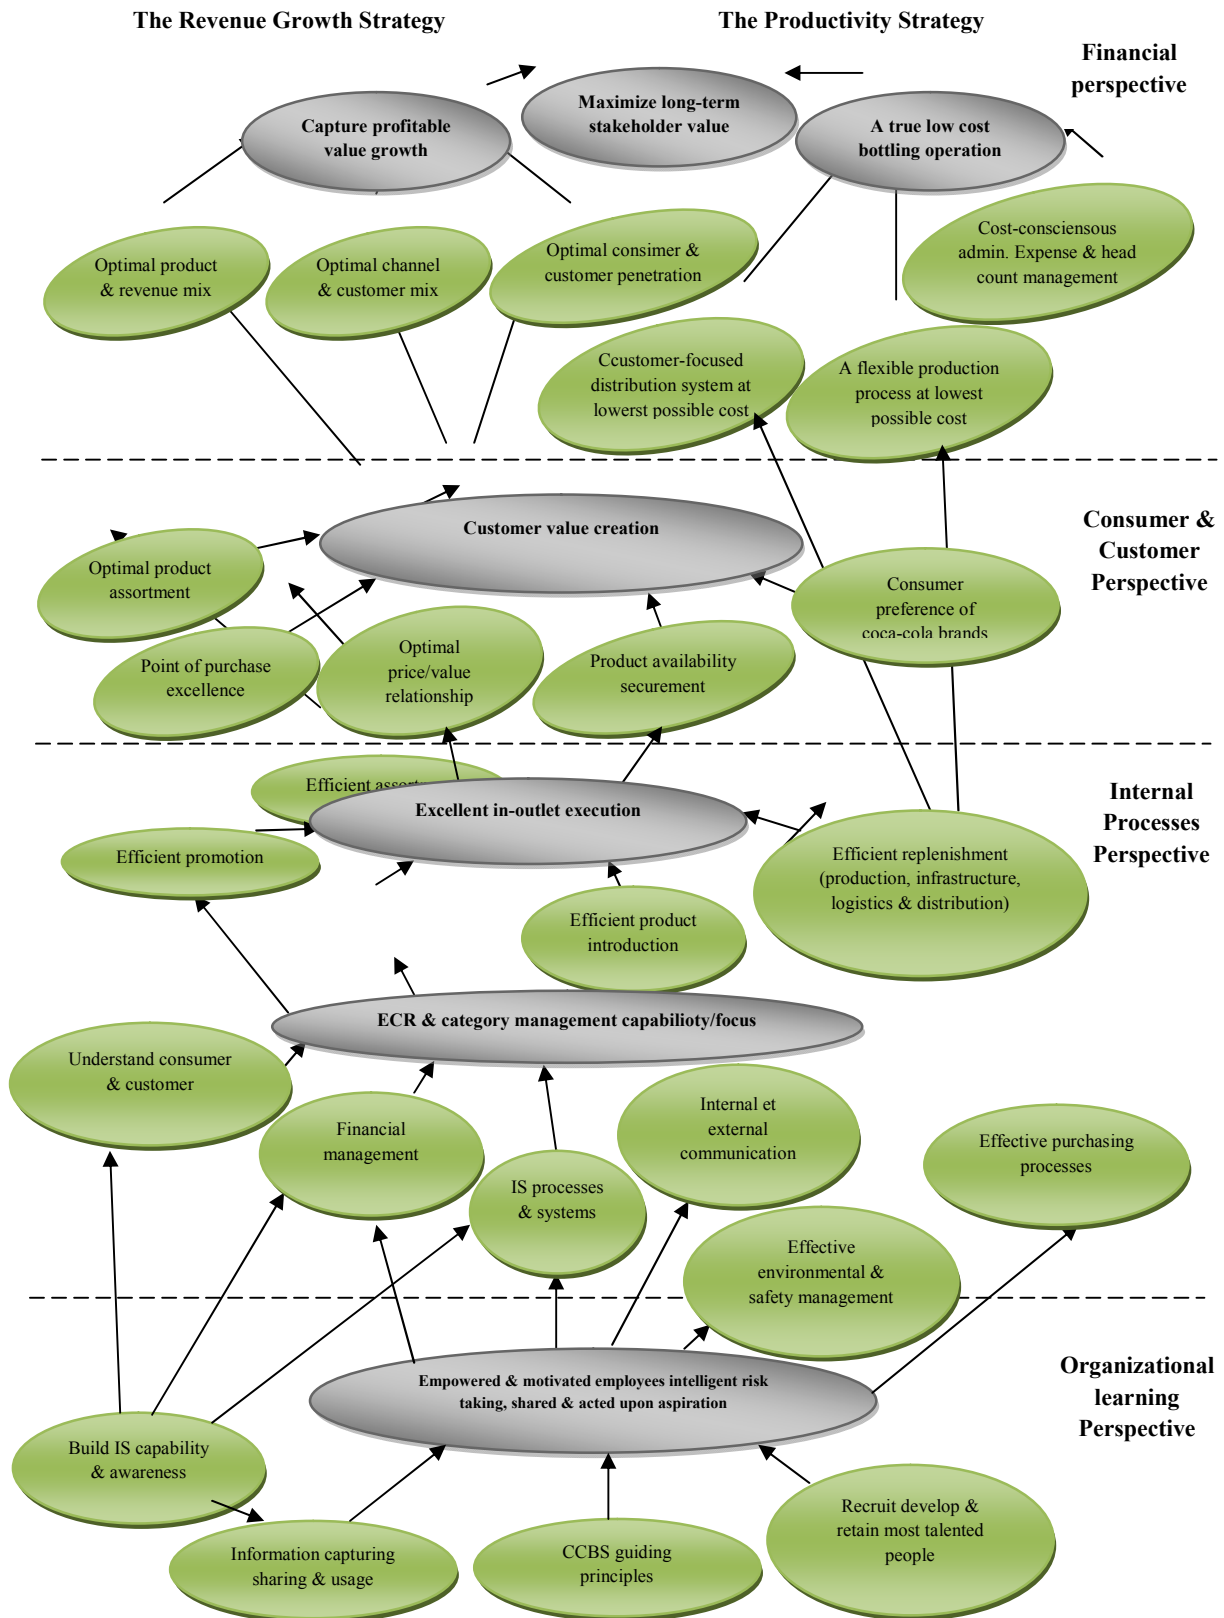 The Revenue Growth Strategy
The Productivity Strategy
Financial
perspective
Maximize long-term
stakeholder value
Capture profitable
value growth
A true low cost
bottling operation
Cost-consciensous
admin. Expense & head
count management
Optimal product
& revenue mix
Optimal channel
& customer mix
Optimal consimer &
customer penetration
Ccustomer-focused
distribution system at
lowerst possible cost
A flexible production
process at lowest
possible cost
Consumer &
Customer
Perspective
Customer value creation
Optimal product
assortment
Consumer
preference of
coca-cola brands
Point of purchase
excellence
Optimal
price/value
relationship
Product availability
securement
Internal
Processes
Perspective
Efficient
Excellent in-outlet execution
Efficient promotion
Efficient replenishment
(production, infrastructure,
logistics & distribution)
Efficient product
introduction
ECR & category management capabilioty/focus
Understand consumer
& customer
Financial
management
Internal et
external
communication
Effective purchasing
processes
IS processes
& systems
Effective
environmental &
safety management
Organizational
learning
Perspective
Empowered & motivated employees intelligent risk
taking, shared & acted upon aspiration
Build IS capability
& awareness
Recruit develop &
retain most talented
people
Information capturing
sharing & usage
CCBS guiding
principles